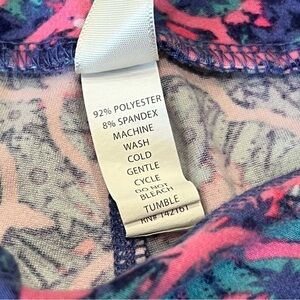 92% POLYESTER
8% SPANDEX
MACHINE
WASH
COLD
GENTLE
CYCLE
DO NOT
BLEACH
TUMBLE
RN# 142161